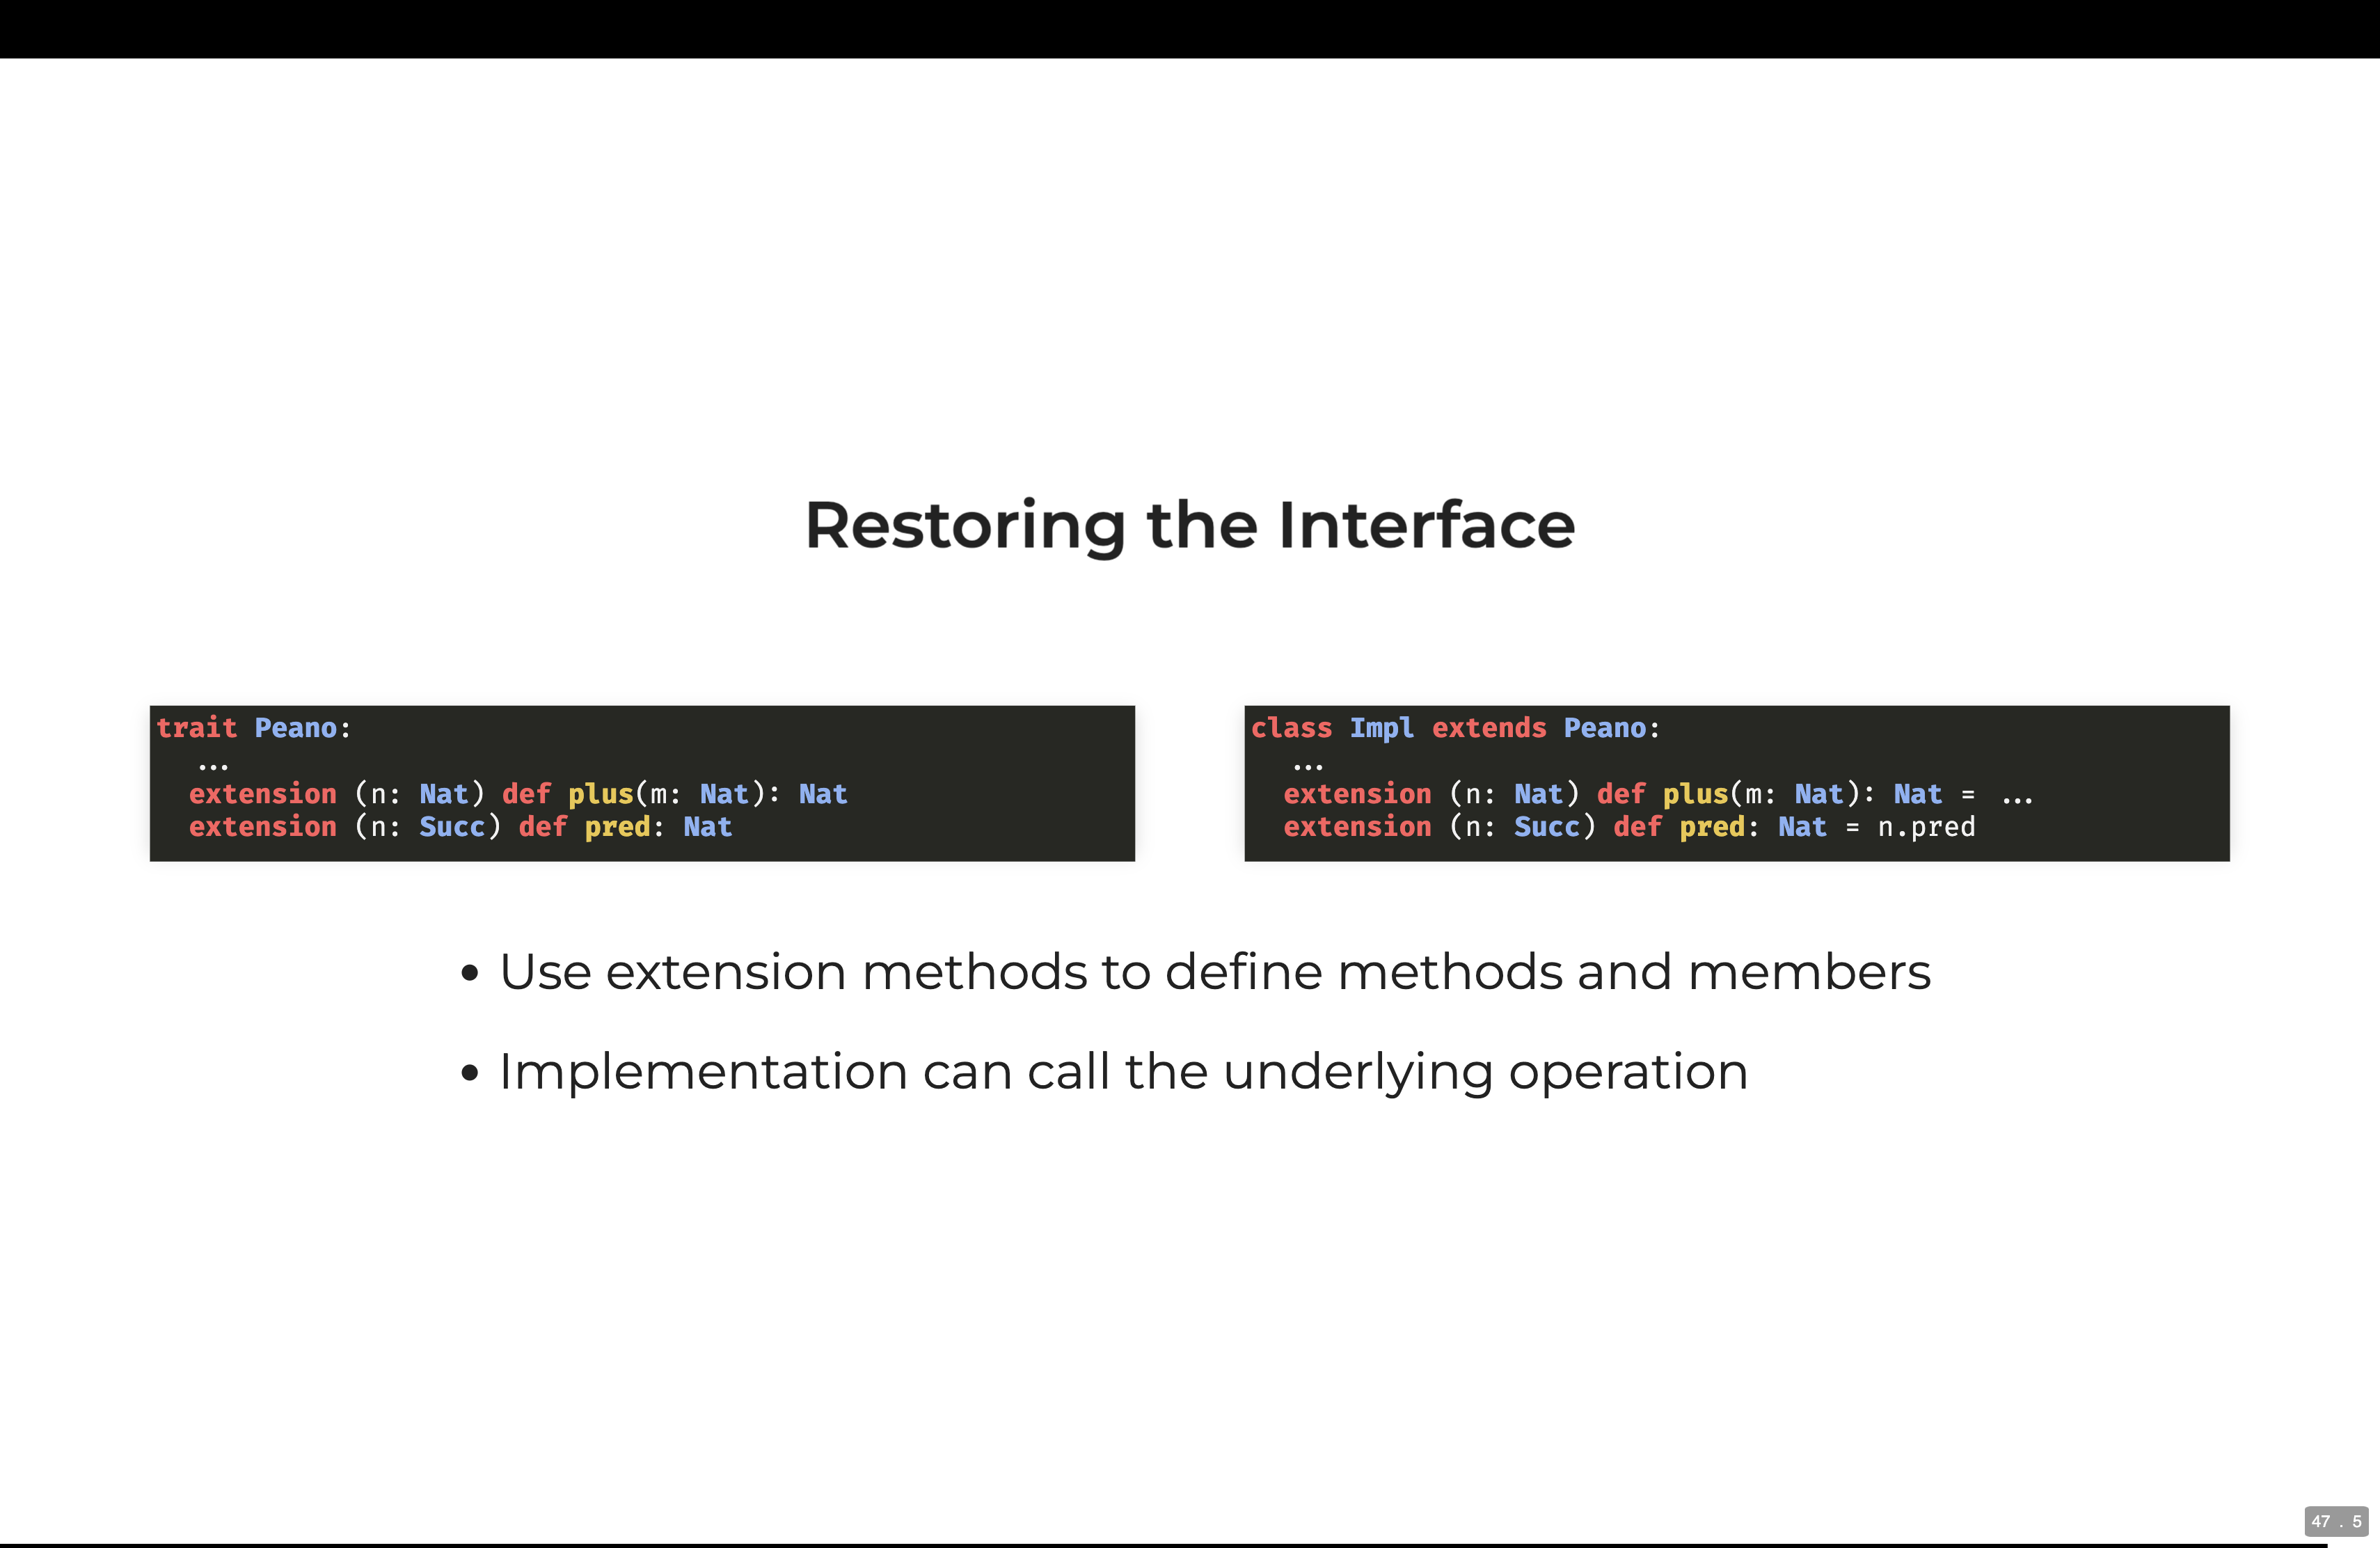 Restoring the Interface
trait Peano:
  ...
  extension (n: Nat) def plus(m: Nat): Nat
  extension (n: Succ) def pred: Nat
class Impl extends Peano:
  ...
  extension (n: Nat) def plus(m: Nat): Nat = ...
  extension (n: Succ) def pred: Nat = n.pred
• Use extension methods to define methods and members
• Implementation can call the underlying operation
47 . 5